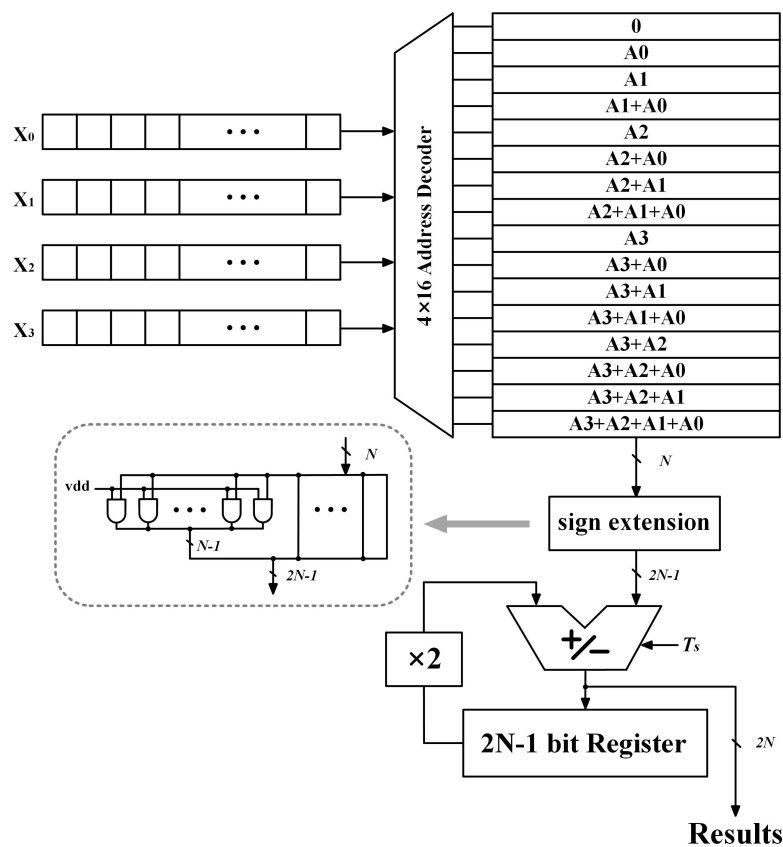 0
A0
A1
A1+A0
A2
A2+A0
A2+A1
A2+A1+A0
A3
A3+A0
A3+A1
A3+A1+A0
A3+A2
A3+A2+A0
A3+A2+A1
A3+A2+A1+A0
X0
X1
X2
X3
4×16 Address Decoder
N
vdd
N-1
2N-1
N
sign extension
2N-1
×2
+/-
Ts
2N-1 bit Register
2N
Results